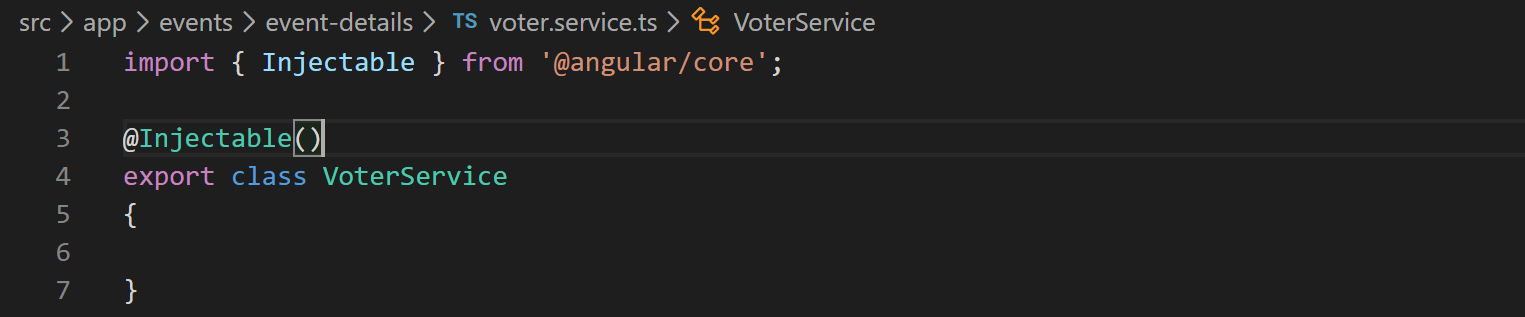 src > app > events > event-details > TS voter.service.ts > VoterService
1 import { Injectable } from '@angular/core';
2
3 @Injectable()
4 export class VoterService
5 {
6
7 }